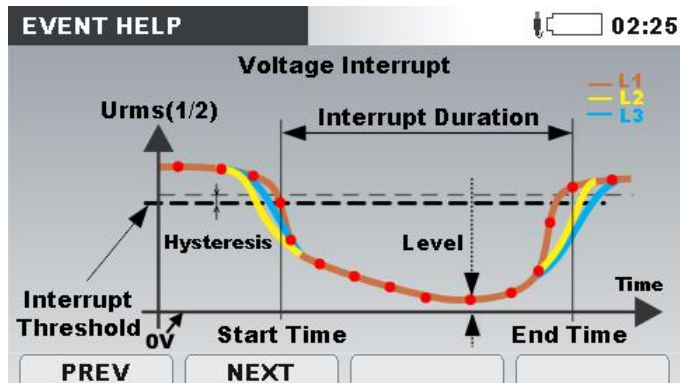 EVENT HELP
02:25
Voltage Interrupt
L1
L2
L3
Urms(1/2)
Interrupt Duration
Hysteresis
Level
Time
Interrupt
Threshold
0V
Start Time
End Time
PREV
NEXT